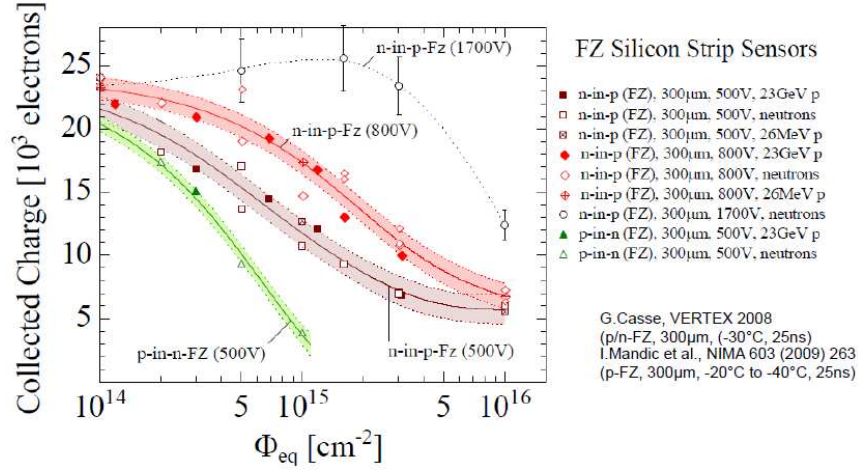 Collected Charge [10³ electrons]
25
20
15
10
5
n-in-p-Fz (1700V)
n-in-p-Fz (800V)
p-in-n-FZ (500V)
n-in-p-Fz (500V)
10¹⁴
5
10¹⁵
5
10¹⁶
Φeq [cm⁻²]
FZ Silicon Strip Sensors
n-in-p (FZ), 300μm, 500V, 23GeV p
n-in-p (FZ), 300μm, 500V, neutrons
n-in-p (FZ), 300μm, 500V, 26MeV p
n-in-p (FZ), 300μm, 800V, 23GeV p
n-in-p (FZ), 300μm, 800V, neutrons
n-in-p (FZ), 300μm, 800V, 26MeV p
n-in-p (FZ), 300μm, 1700V, neutrons
p-in-n (FZ), 300μm, 500V, 23GeV p
p-in-n (FZ), 300μm, 500V, neutrons
G.Casse, VERTEX 2008
(p/n-FZ, 300μm, (-30°C, 25ns)
I.Mandic et al., NIMA 603 (2009) 263
(p-FZ, 300μm, -20°C to -40°C, 25ns)